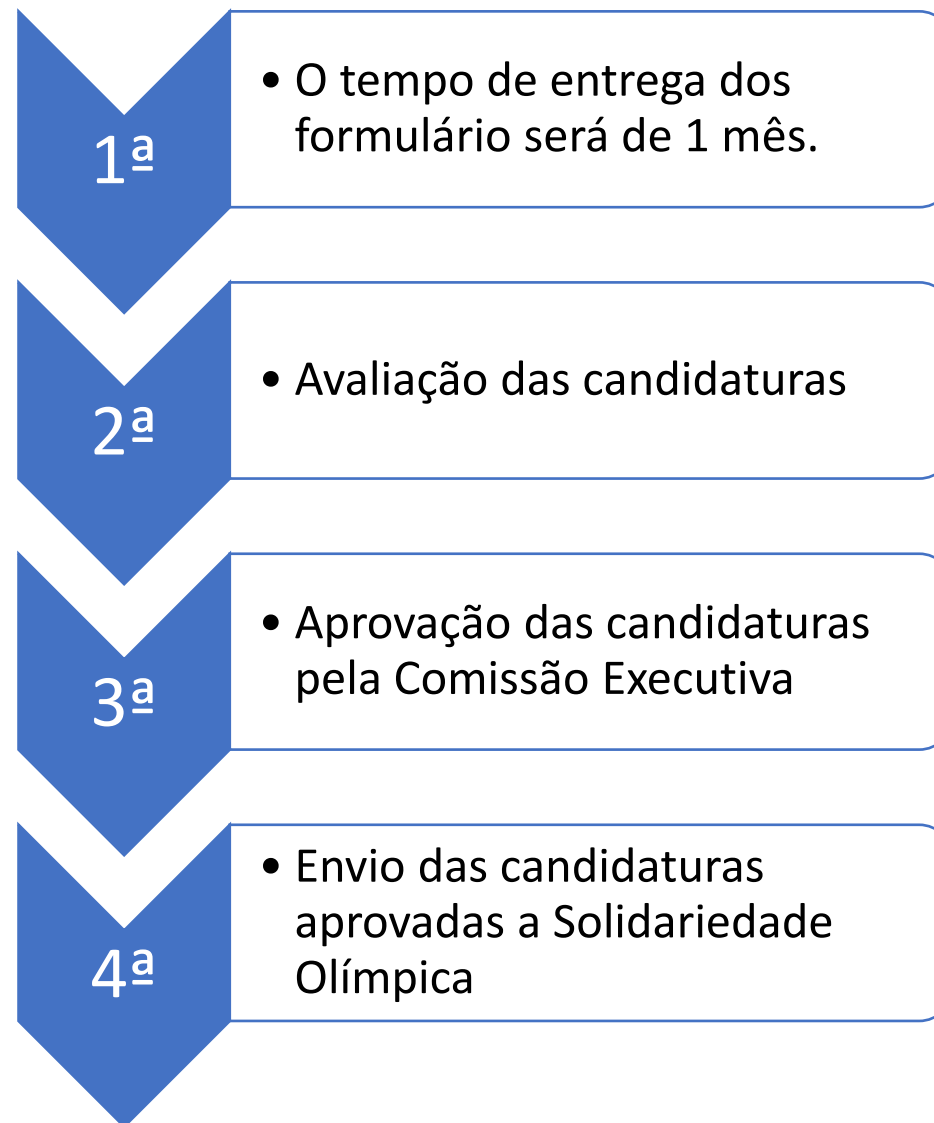 1ª
• O tempo de entrega dos
formulário será de 1 mês.
2ª
• Avaliação das candidaturas
3ª
• Aprovação das candidaturas
pela Comissão Executiva
4ª
• Envio das candidaturas
aprovadas a Solidariedade
Olímpica